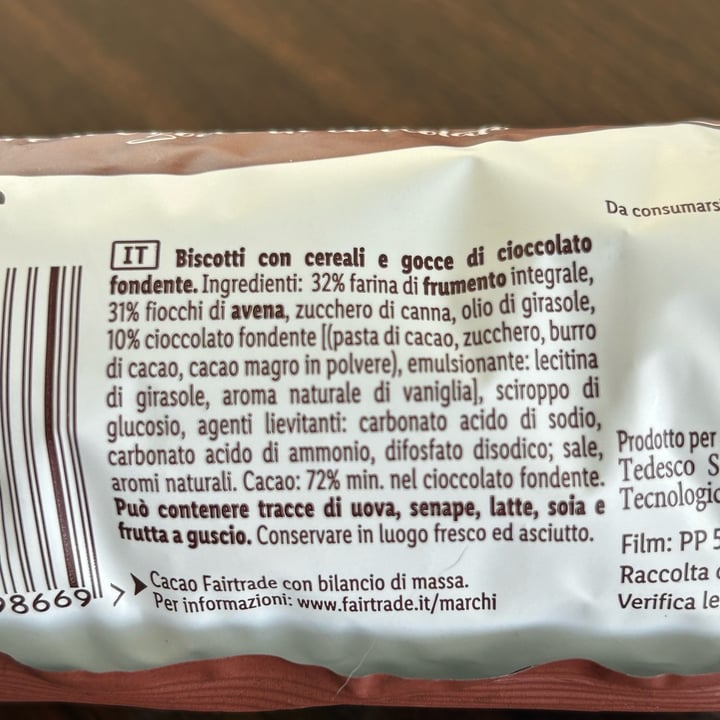 Da consumars
IT Biscotti con cereali e gocce di cioccolato
fondente. Ingredienti: 32% farina di frumento integrale,
31% fiocchi di avena, zucchero di canna, olio di girasole,
10% cioccolato fondente [(pasta di cacao, zucchero, burro
di cacao, cacao magro in polvere), emulsionante: lecitina
di girasole, aroma naturale di vaniglia], sciroppo di
glucosio, agenti lievitanti: carbonato acido di sodio,
carbonato acido di ammonio, difosfato disodico; sale,
aromi naturali. Cacao: 72% min. nel cioccolato fondente.
Può contenere tracce di uova, senape, latte, soia e
frutta a guscio. Conservare in luogo fresco ed asciutto.
Cacao Fairtrade con bilancio di massa.
Per informazioni: www.fairtrade.it/marchi
98669 >
Prodotto per
Tedesco S
Tecnologic
Film: PP 5
Raccolta
Verifica le